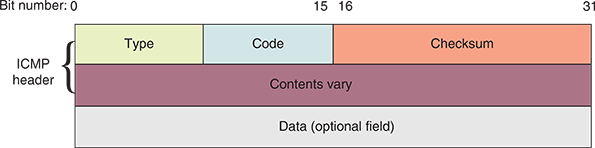 Bit number: 0 15 16 31
Type Code Checksum
ICMP
header
Contents vary
Data (optional field)